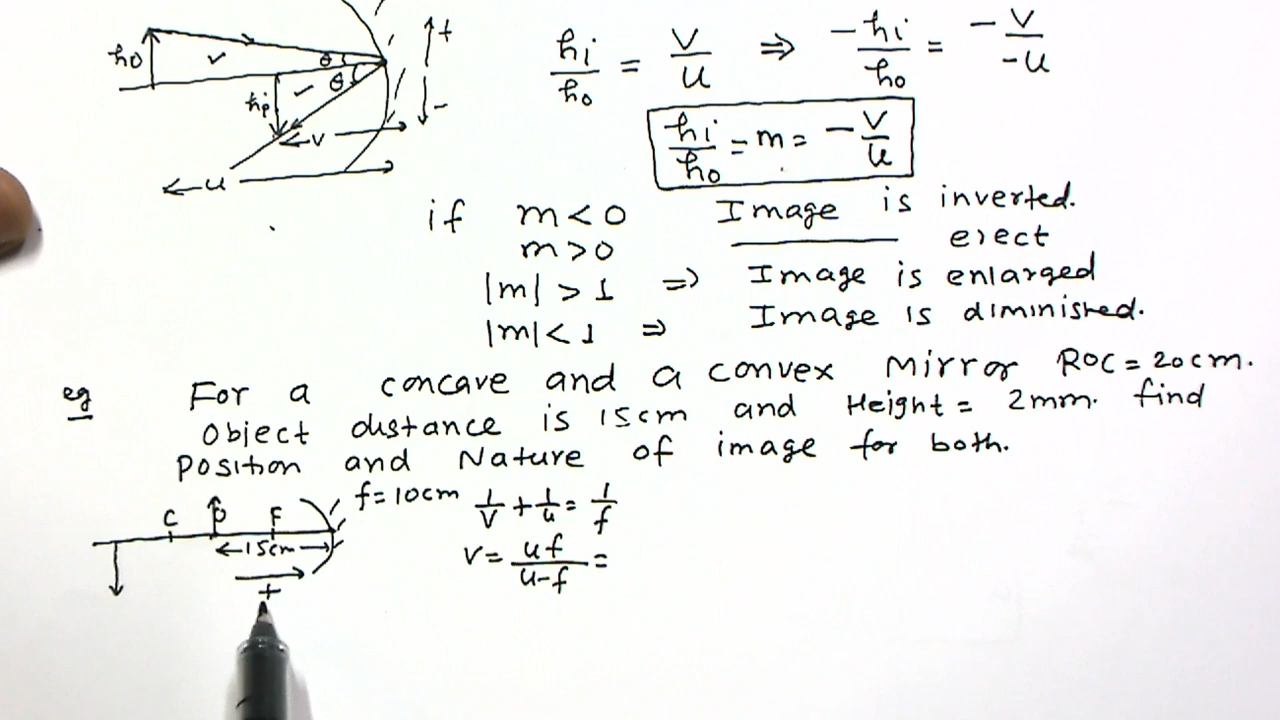 ho ✓ θ θ hi ✓ ← v → ← u → + -
hi/ho = v/u ⇒ -hi/ho = -v/-u
hi/ho = m = -v/u
if m < 0 Image is inverted.
m > 0 ———— erect
|m| > 1 ⇒ Image is enlarged
|m| < 1 ⇒ Image is diminished.
eg For a concave and a convex Mirror ROC = 20cm.
Object distance is 15cm and Height = 2mm. find
Position and Nature of image for both.
C O F f = 10cm 1/v + 1/u = 1/f
←15cm→ v = uf/u-f =
+